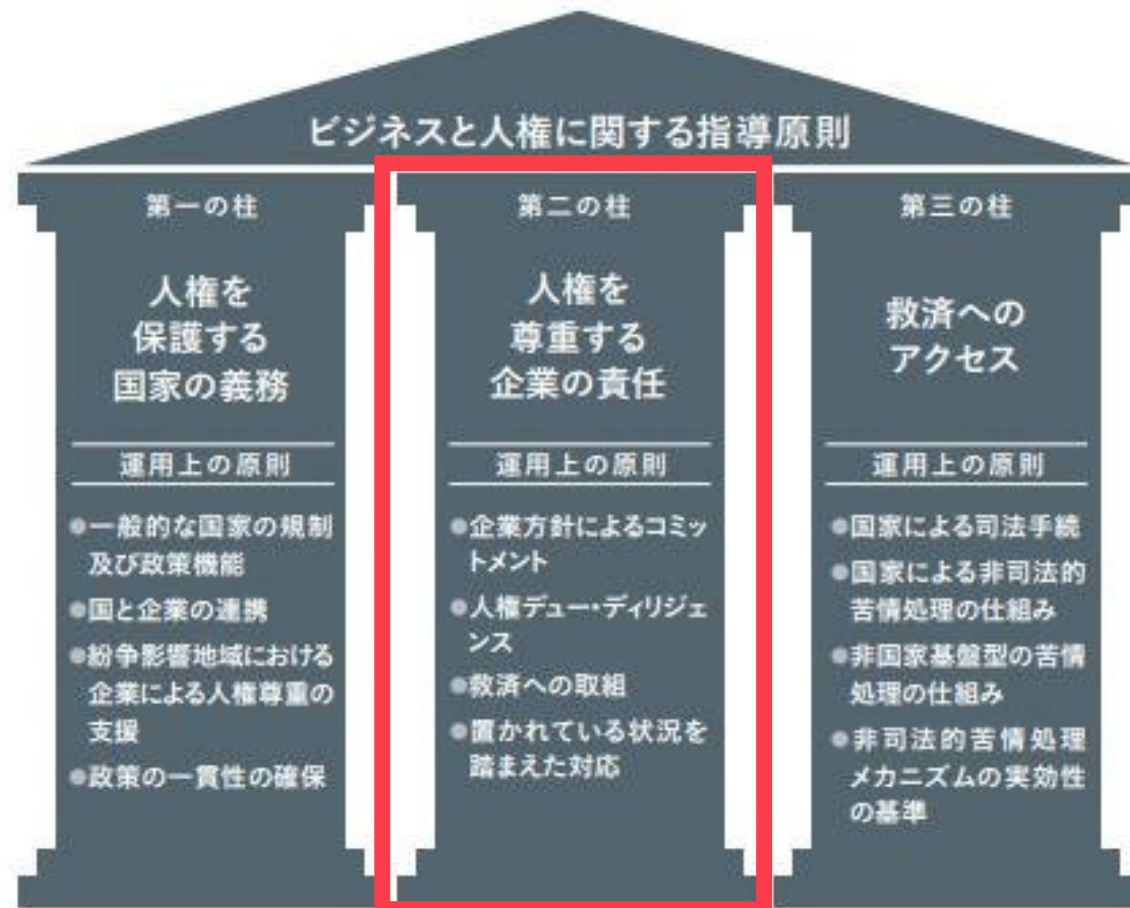 ビジネスと人権に関する指導原則
第一の柱
人権を
保護する
国家の義務
運用上の原則
●一般的な国家の規制
及び政策機能
●国と企業の連携
●紛争影響地域における
企業による人権尊重の
支援
●政策の一貫性の確保
第二の柱
人権を
尊重する
企業の責任
運用上の原則
●企業方針によるコミッ
トメント
●人権デュー・ディリジェ
ンス
●救済への取組
●置かれている状況を
踏まえた対応
第三の柱
救済への
アクセス
運用上の原則
●国家による司法手続
●国家による非司法的
苦情処理の仕組み
●非国家基盤型の苦情
処理の仕組み
●非司法的苦情処理
メカニズムの実効性
の基準